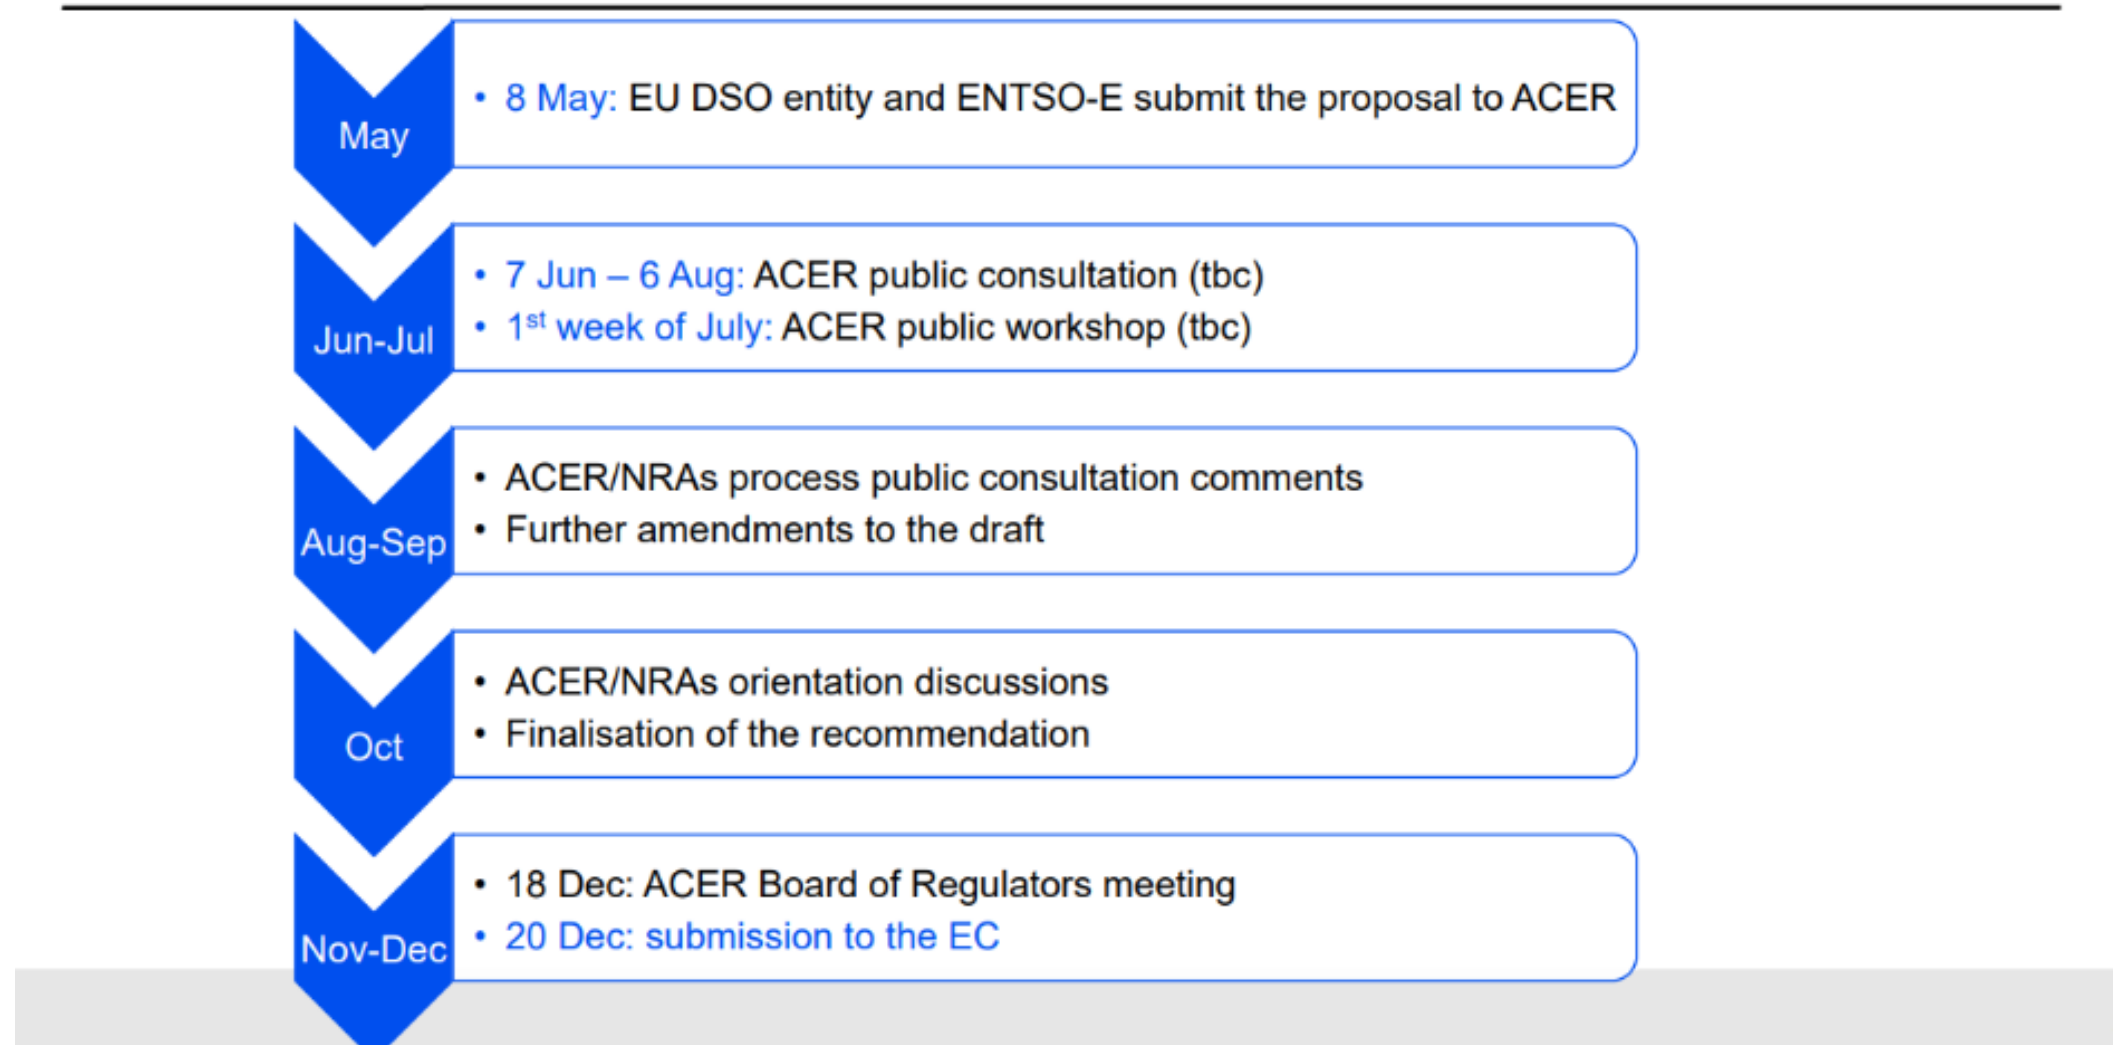 May
• 8 May: EU DSO entity and ENTSO-E submit the proposal to ACER
Jun-Jul
• 7 Jun – 6 Aug: ACER public consultation (tbc)
• 1st week of July: ACER public workshop (tbc)
Aug-Sep
• ACER/NRAs process public consultation comments
• Further amendments to the draft
Oct
• ACER/NRAs orientation discussions
• Finalisation of the recommendation
Nov-Dec
• 18 Dec: ACER Board of Regulators meeting
• 20 Dec: submission to the EC